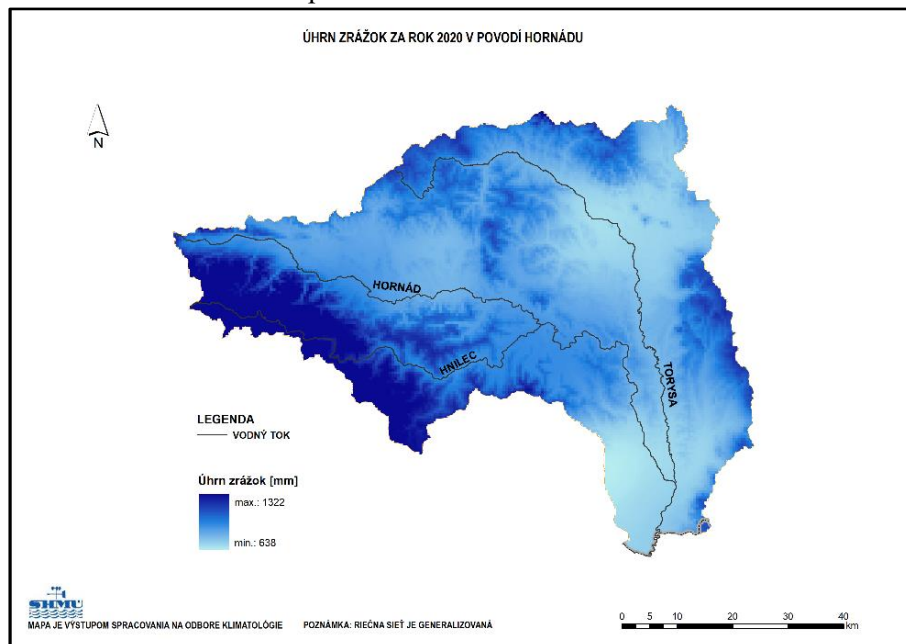 ÚHRN ZRÁŽOK ZA ROK 2020 V POVODÍ HORNÁDU
N
HORNÁD
HNILEC
TORYSA
LEGENDA
VODNÝ TOK
Úhrn zrážok [mm]
max.: 1322
min.: 638
SHMÚ
MAPA JE VÝSTUPOM SPRACOVANIA NA ODBORE KLIMATOLÓGIE POZNÁMKA: RIEČNA SIEŤ JE GENERALIZOVANÁ
0 5 10 20 30 40
km